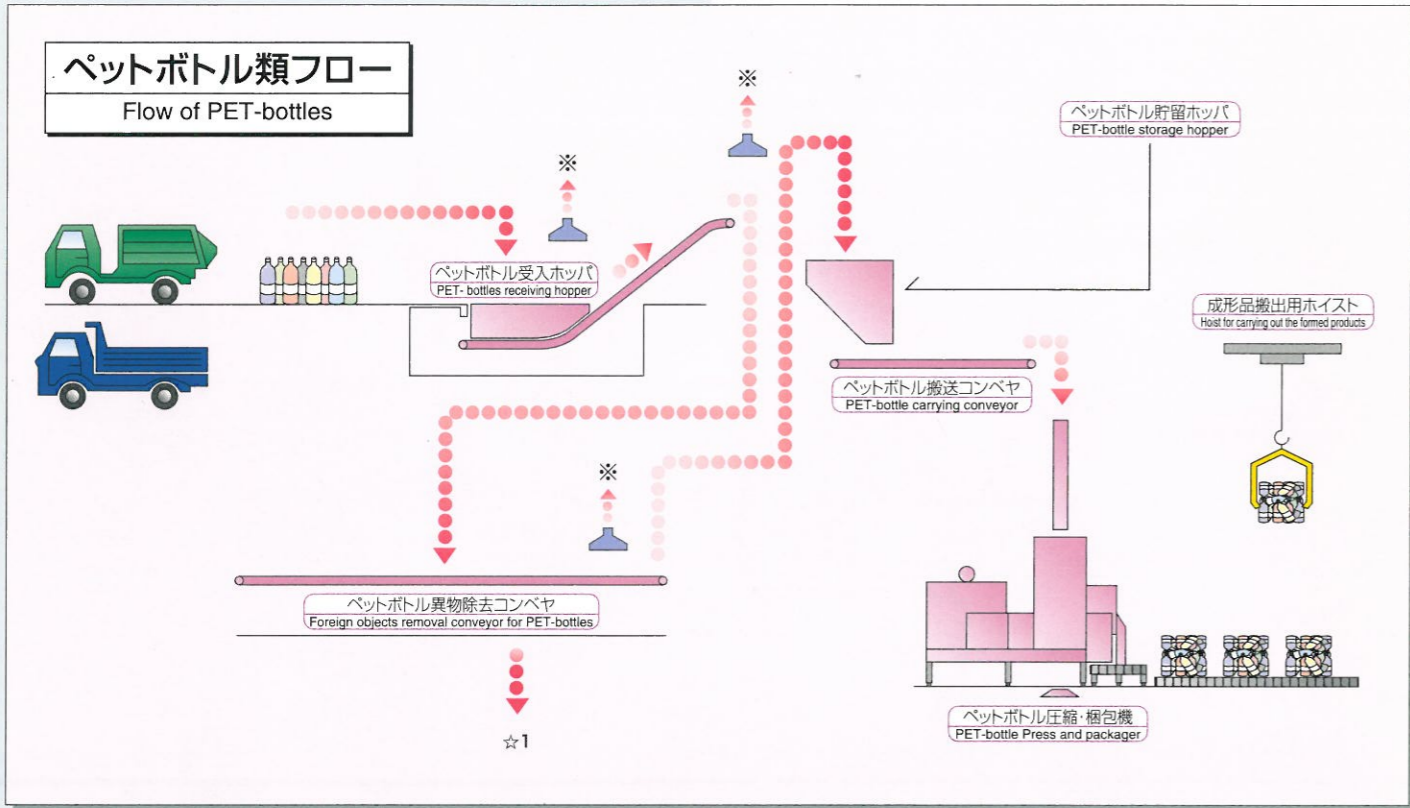 ペットボトル類フロー
Flow of PET-bottles
※
※
ペットボトル貯留ホッパ
PET-bottle storage hopper
ペットボトル受入ホッパ
PET- bottles receiving hopper
成形品搬出用ホイスト
Hoist for carrying out the formed products
ペットボトル搬送コンベヤ
PET-bottle carrying conveyor
※
ペットボトル異物除去コンベヤ
Foreign objects removal conveyor for PET-bottles
ペットボトル圧縮・梱包機
PET-bottle Press and packager
☆1